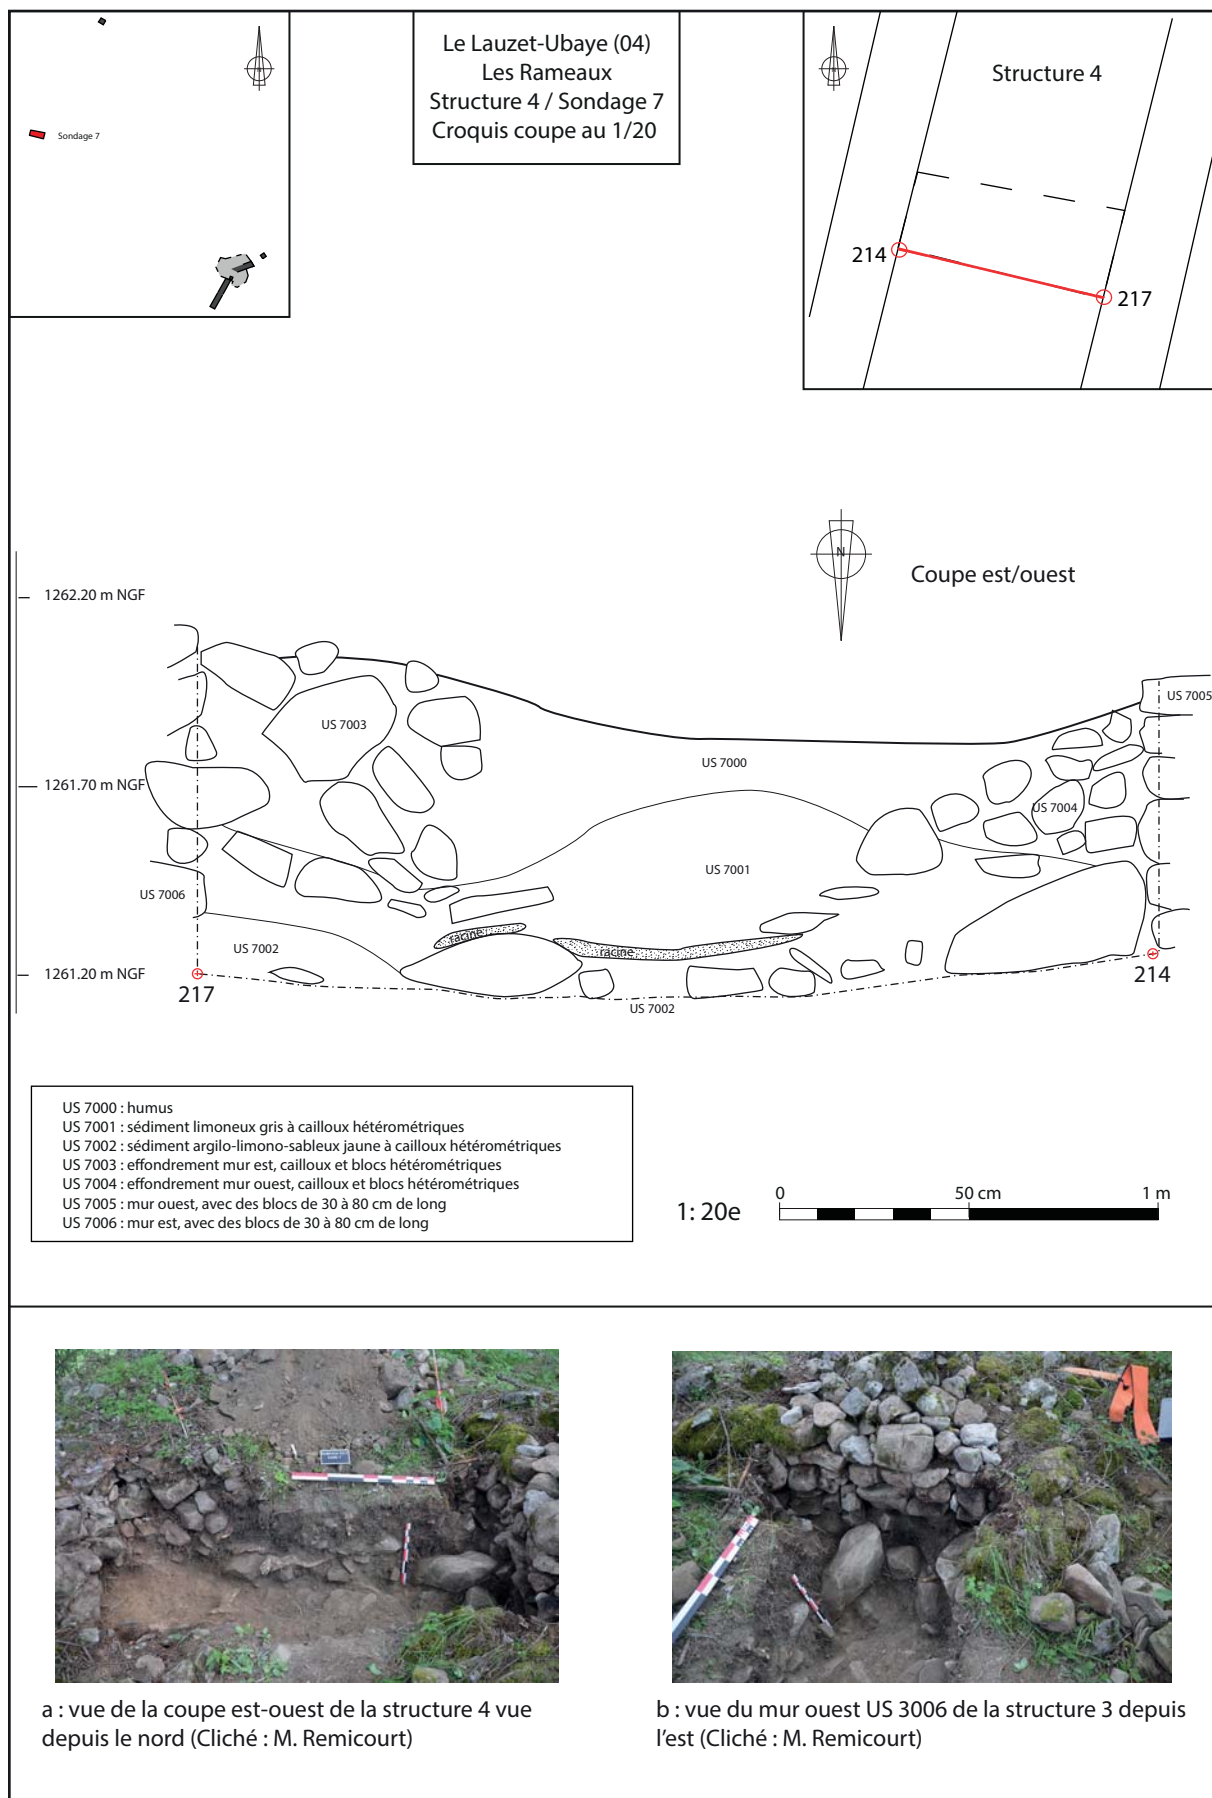 Le Lauzet-Ubaye (04)
Les Rameaux
Structure 4 / Sondage 7
Croquis coupe au 1/20
Sondage 7
Structure 4
214
217
N
Coupe est/ouest
1262.20 m NGF
1261.70 m NGF
1261.20 m NGF
US 7003
US 7005
US 7000
US 7004
US 7001
US 7006
US 7002
racine
racine
217
214
US 7002
US 7000 : humus
US 7001 : sédiment limoneux gris à cailloux hétérométriques
US 7002 : sédiment argilo-limono-sableux jaune à cailloux hétérométriques
US 7003 : effondrement mur est, cailloux et blocs hétérométriques
US 7004 : effondrement mur ouest, cailloux et blocs hétérométriques
US 7005 : mur ouest, avec des blocs de 30 à 80 cm de long
US 7006 : mur est, avec des blocs de 30 à 80 cm de long
1: 20e
0 50 cm 1 m
a : vue de la coupe est-ouest de la structure 4 vue
depuis le nord (Cliché : M. Remicourt)
b : vue du mur ouest US 3006 de la structure 3 depuis
l'est (Cliché : M. Remicourt)